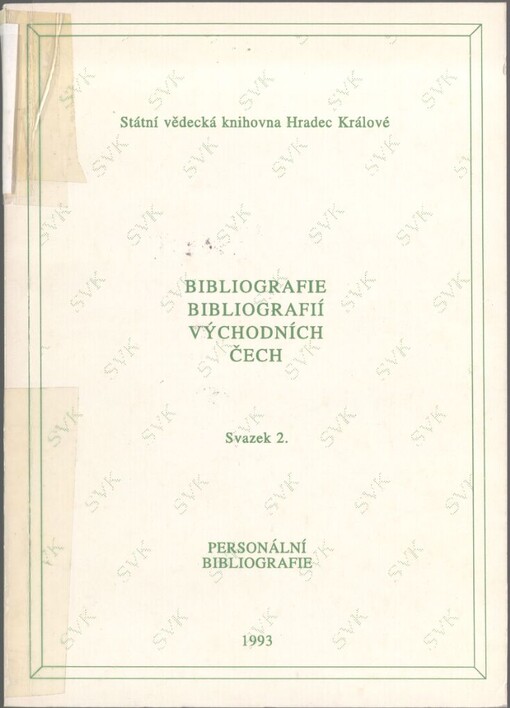 Státní vědecká knihovna Hradec Králové
BIBLIOGRAFIE
BIBLIOGRAFIÍ
VÝCHODNÍCH
ČECH
Svazek 2.
PERSONÁLNÍ
BIBLIOGRAFIE
1993